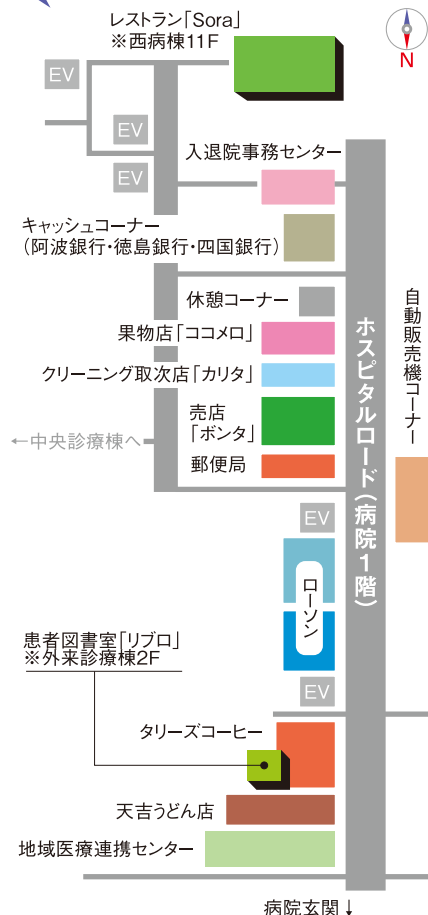 レストラン「Sora」
※西病棟11F
N
EV
EV
EV
入退院事務センター
キャッシュコーナー
(阿波銀行・徳島銀行・四国銀行)
休憩コーナー
果物店「ココメロ」
クリーニング取次店「カリタ」
売店
「ボンタ」
郵便局
←中央診療棟へ
自動販売機コーナー
ホスピタルロード(病院1階)
EV
ローソン
EV
患者図書室「リブロ」
※外来診療棟2F
タリーズコーヒー
天吉うどん店
地域医療連携センター
病院玄関↓